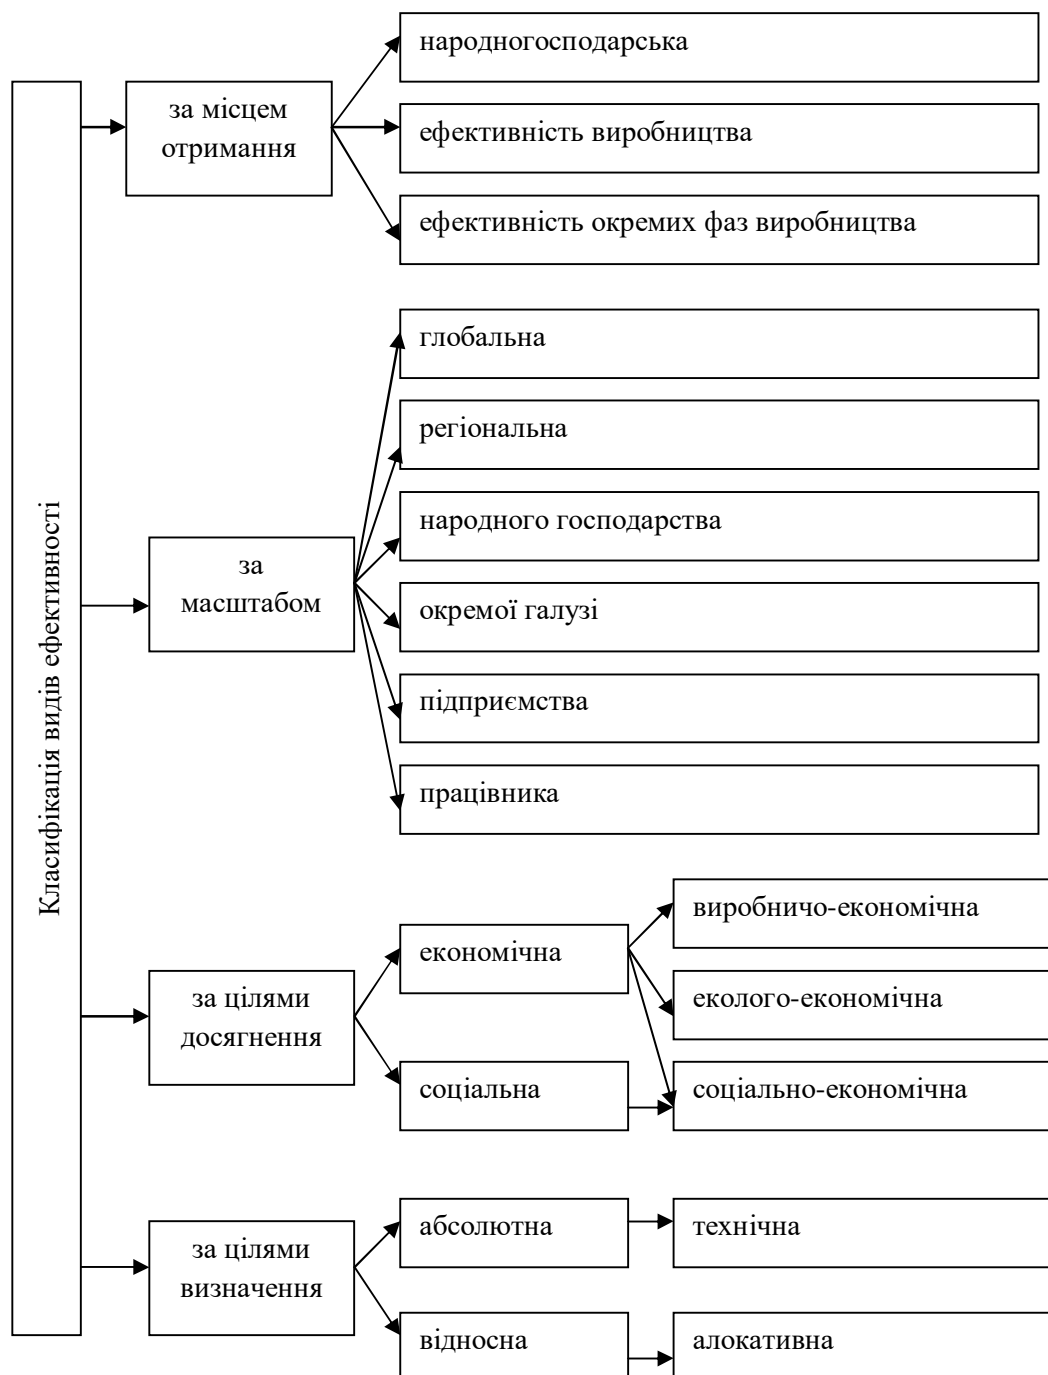 Класифікація видів ефективності
за місцем
отримання
народногосподарська
ефективність виробництва
ефективність окремих фаз виробництва
за
масштабом
глобальна
регіональна
народного господарства
окремої галузі
підприємства
працівника
за цілями
досягнення
економічна
соціальна
виробничо-економічна
еколого-економічна
соціально-економічна
за цілями
визначення
абсолютна
технічна
відносна
алокативна